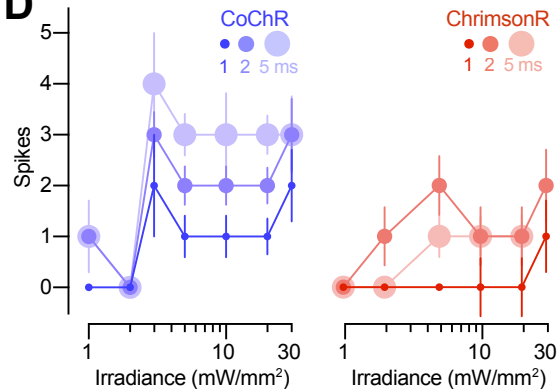 D
CoChR
1 2 5 ms
ChrimsonR
1 2 5 ms
Spikes
5
4
3
2
1
0
1 10 30
Irradiance (mW/mm²)
1 10 30
Irradiance (mW/mm²)